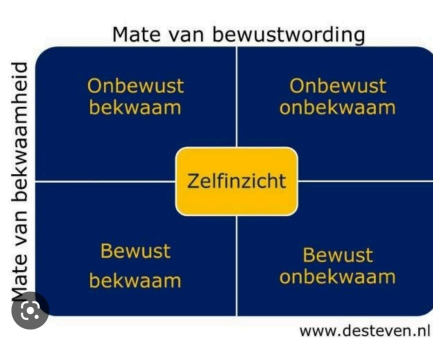 Mate van bewustwording
Mate van bekwaamheid
Onbewust
bekwaam
Onbewust
onbekwaam
Zelfinzicht
Bewust
bekwaam
Bewust
onbekwaam
www.desteven.nl